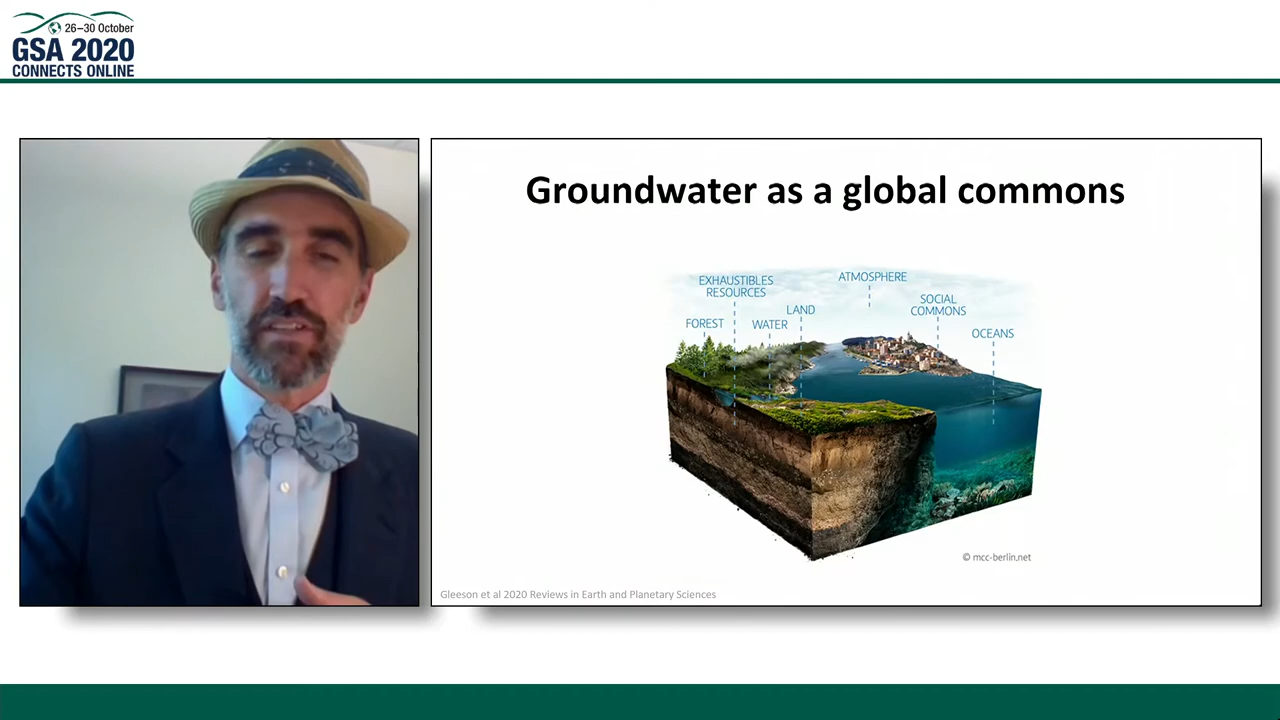 26–30 October
GSA 2020
CONNECTS ONLINE
Groundwater as a global commons
EXHAUSTIBLES
RESOURCES
ATMOSPHERE
FOREST
WATER
LAND
SOCIAL
COMMONS
OCEANS
© mcc-berlin.net
Gleeson et al 2020 Reviews in Earth and Planetary Sciences